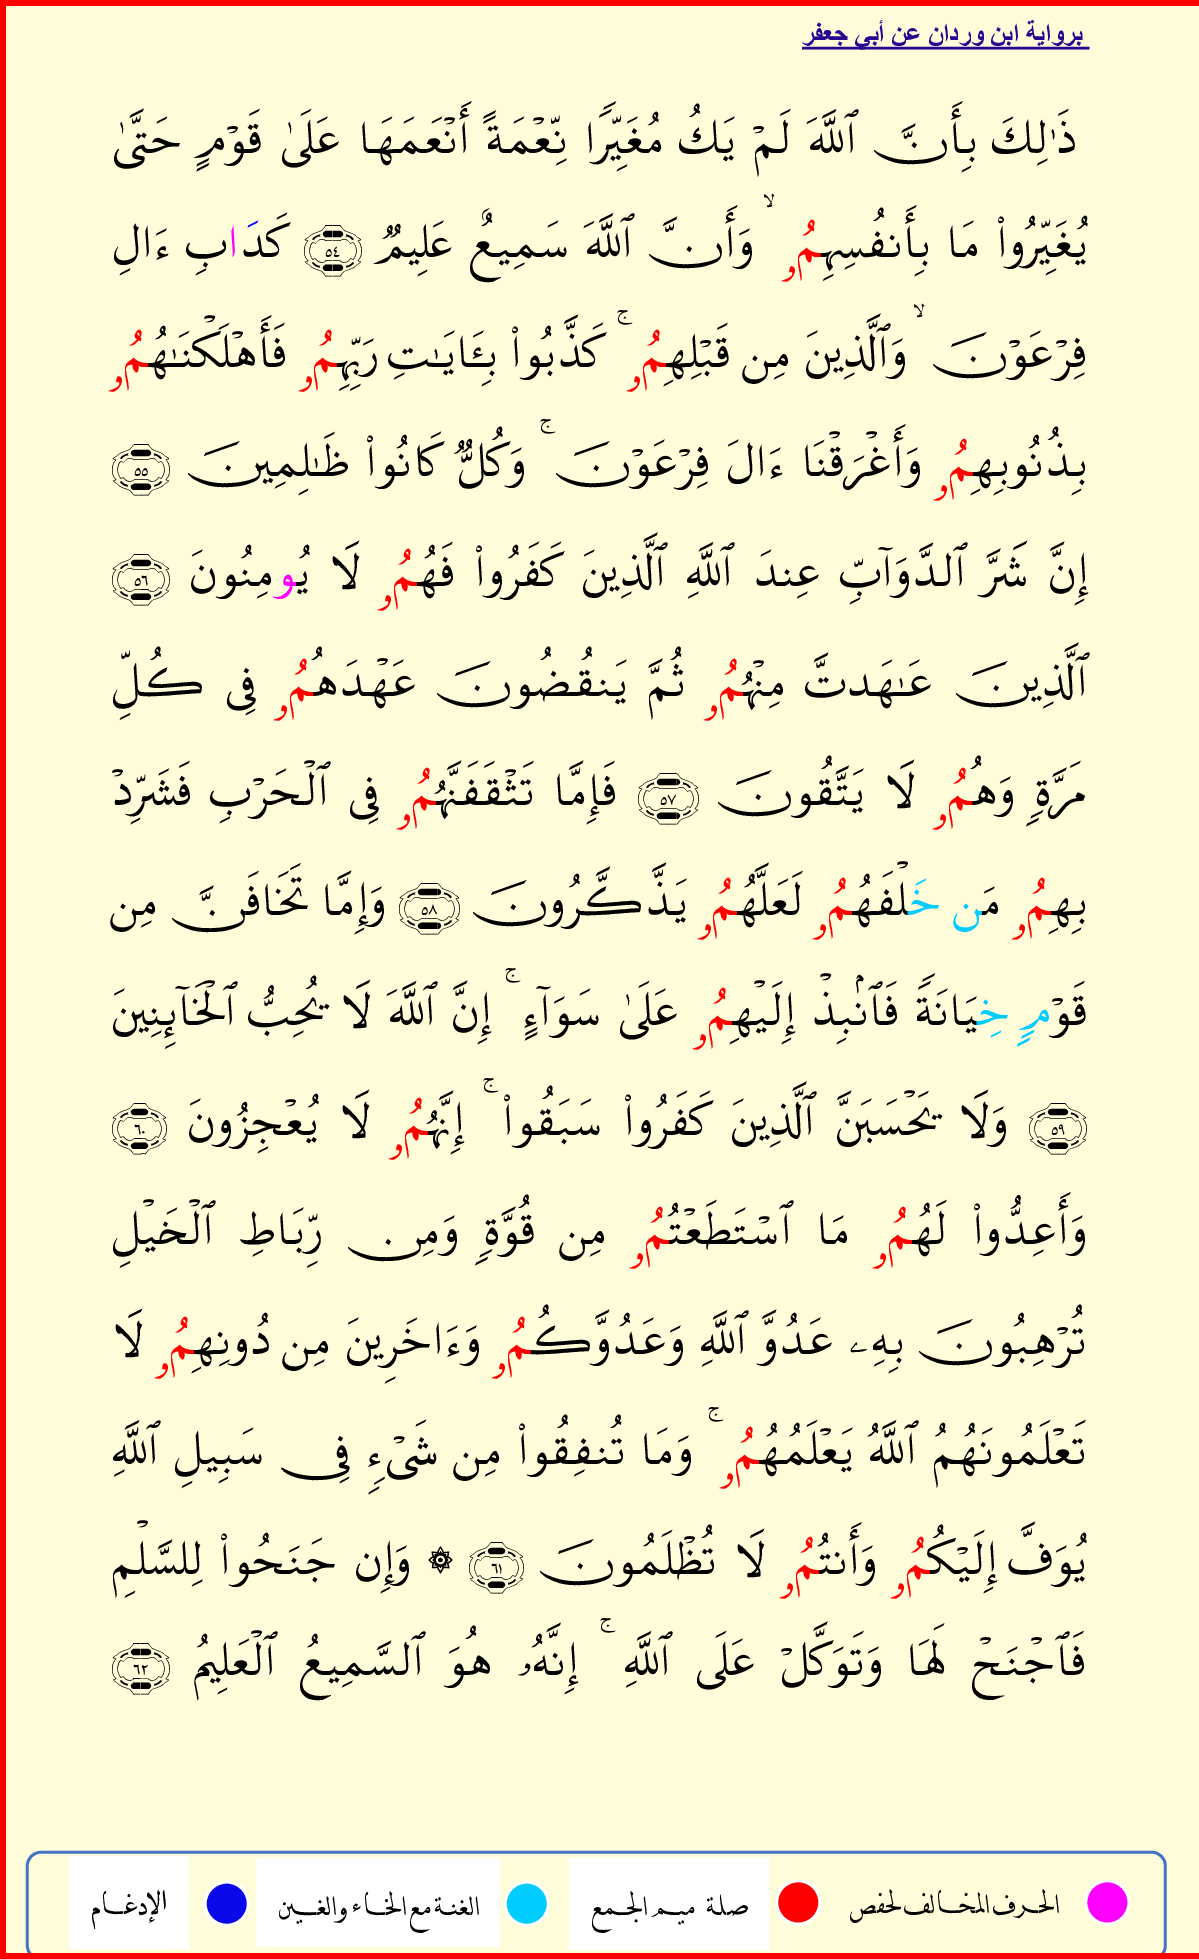 برواية ابن وردان عن أبي جعفر
ذَٰلِكَ بِأَنَّ ٱللَّهَ لَمْ يَكُ مُغَيِّرًا نِّعْمَةً أَنْعَمَهَا عَلَىٰ قَوْمٍ حَتَّىٰ
يُغَيِّرُوا۟ مَا بِأَنفُسِهِمُۥ ۙ وَأَنَّ ٱللَّهَ سَمِيعٌ عَلِيمٌ ٥٤ كَدَابِ ءَالِ
فِرْعَوْنَ ۙ وَٱلَّذِينَ مِن قَبْلِهِمُۥ ۚ كَذَّبُوا۟ بِـَٔايَـٰتِ رَبِّهِمُۥ فَأَهْلَكْنَـٰهُمُۥ
بِذُنُوبِهِمُۥ وَأَغْرَقْنَا ءَالَ فِرْعَوْنَ ۚ وَكُلٌّ كَانُوا۟ ظَـٰلِمِينَ ٥٥
إِنَّ شَرَّ ٱلدَّوَآبِّ عِندَ ٱللَّهِ ٱلَّذِينَ كَفَرُوا۟ فَهُمُۥ لَا يُومِنُونَ ٥٦
ٱلَّذِينَ عَـٰهَدتَّ مِنْهُمُۥ ثُمَّ يَنقُضُونَ عَهْدَهُمُۥ فِى كُلِّ
مَرَّةٍ وَهُمُۥ لَا يَتَّقُونَ ٥٧ فَإِمَّا تَثْقَفَنَّهُمُۥ فِى ٱلْحَرْبِ فَشَرِّدْ
بِهِمُۥ مَن خَلْفَهُمُۥ لَعَلَّهُمُۥ يَذَّكَّرُونَ ٥٨ وَإِمَّا تَخَافَنَّ مِن
قَوْمٍ خِيَانَةً فَٱنۢبِذْ إِلَيْهِمُۥ عَلَىٰ سَوَآءٍ ۚ إِنَّ ٱللَّهَ لَا يُحِبُّ ٱلْخَآئِنِينَ
٥٩ وَلَا يَحْسَبَنَّ ٱلَّذِينَ كَفَرُوا۟ سَبَقُوا۟ ۚ إِنَّهُمُۥ لَا يُعْجِزُونَ ٦٠
وَأَعِدُّوا۟ لَهُمُۥ مَا ٱسْتَطَعْتُمُۥ مِن قُوَّةٍ وَمِن رِّبَاطِ ٱلْخَيْلِ
تُرْهِبُونَ بِهِۦ عَدُوَّ ٱللَّهِ وَعَدُوَّكُمُۥ وَءَاخَرِينَ مِن دُونِهِمُۥ لَا
تَعْلَمُونَهُمُ ٱللَّهُ يَعْلَمُهُمُۥ ۚ وَمَا تُنفِقُوا۟ مِن شَىْءٍ فِى سَبِيلِ ٱللَّهِ
يُوَفَّ إِلَيْكُمُۥ وَأَنتُمُۥ لَا تُظْلَمُونَ ٦١ ۞ وَإِن جَنَحُوا۟ لِلسَّلْمِ
فَٱجْنَحْ لَهَا وَتَوَكَّلْ عَلَى ٱللَّهِ ۚ إِنَّهُۥ هُوَ ٱلسَّمِيعُ ٱلْعَلِيمُ ٦٢
الحرف المخالف لحفص صلة ميم الجمع الغنة مع الخاء والغين الإدغام